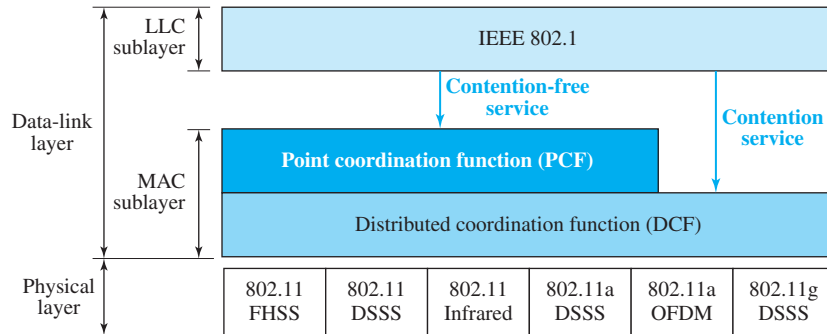 LLC
sublayer
IEEE 802.1
Contention-free
service
Contention
service
Data-link
layer
MAC
sublayer
Point coordination function (PCF)
Distributed coordination function (DCF)
Physical
layer
802.11
FHSS
802.11
DSSS
802.11
Infrared
802.11a
DSSS
802.11a
OFDM
802.11g
DSSS